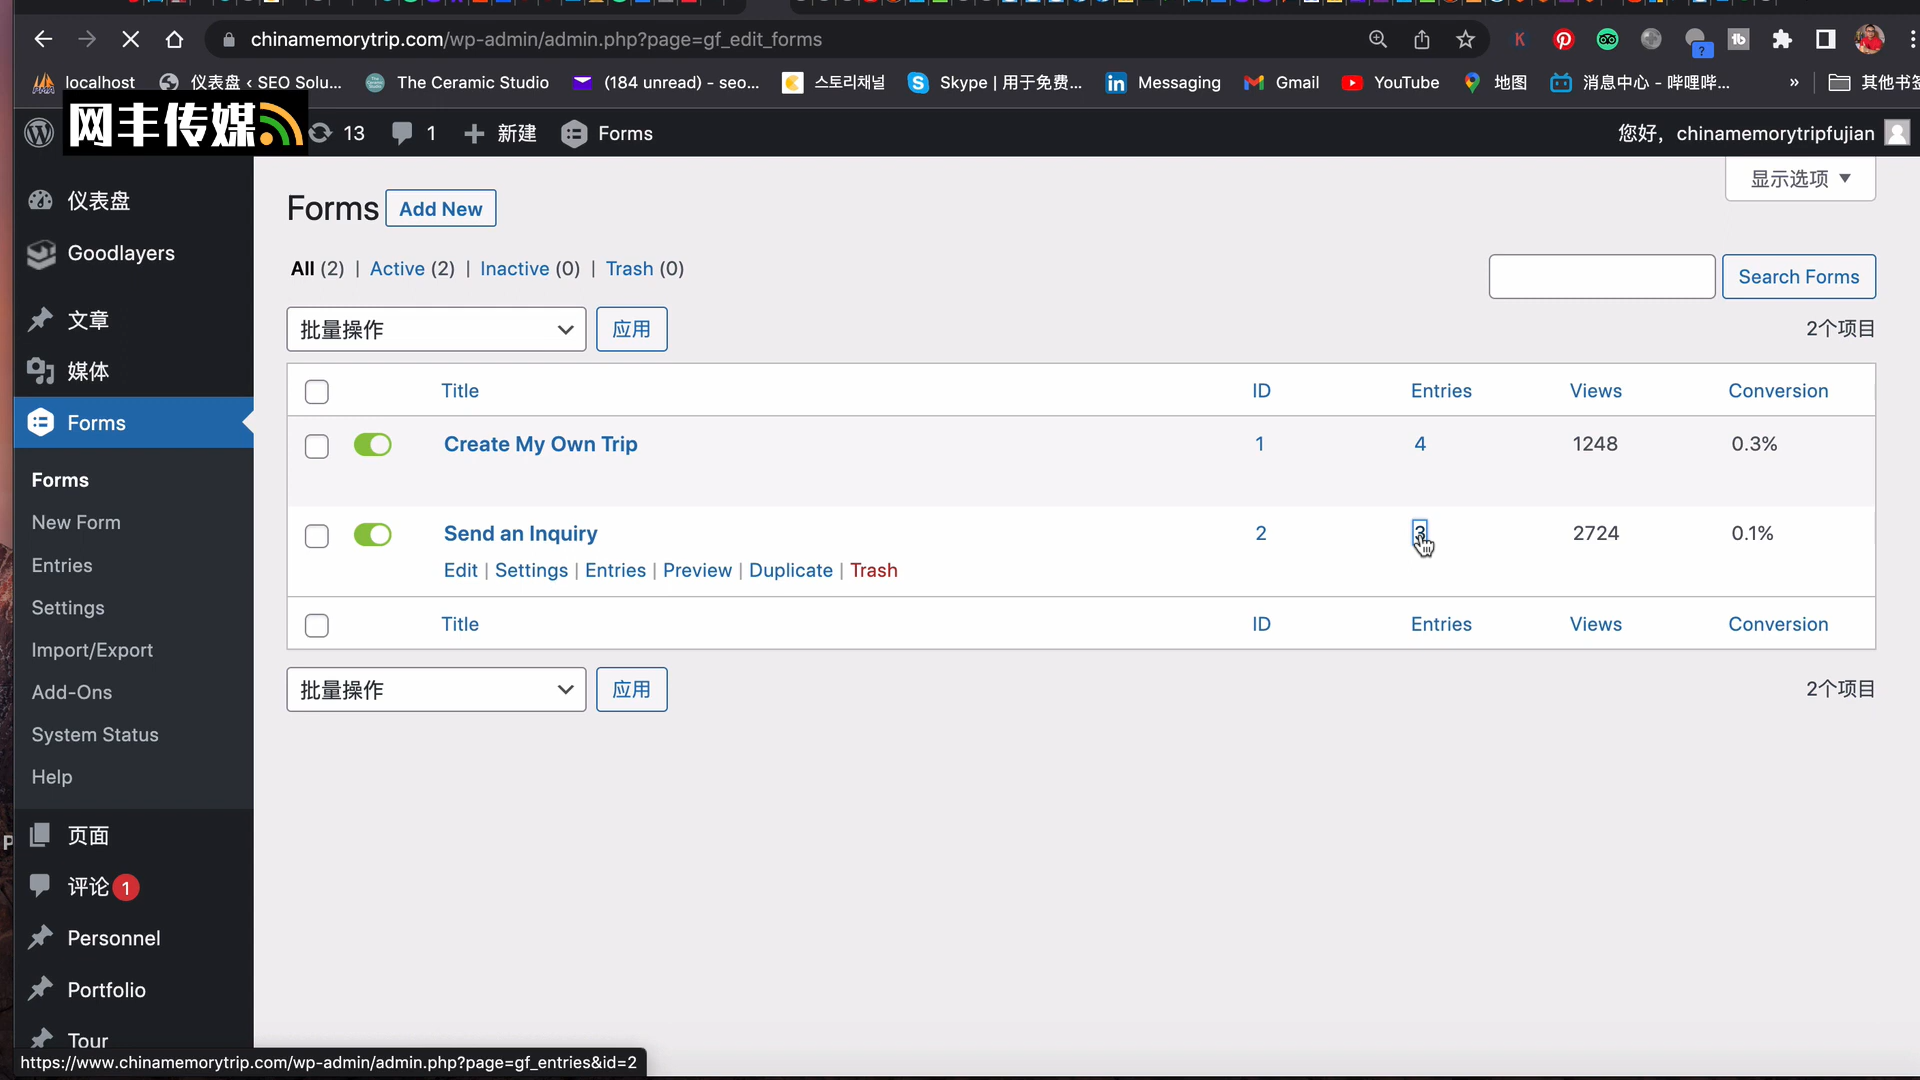 chinamemorytrip.com/wp-admin/admin.php?page=gf_edit_forms
localhost
仪表盘 ‹ SEO Solu...
The Ceramic Studio
(184 unread) - seo...
스토리채널
Skype | 用于免费...
Messaging
Gmail
YouTube
地图
消息中心 - 哔哩哔...
»
其他书签
网丰传媒
13
1
新建
Forms
您好，chinamemorytripfujian
仪表盘
Goodlayers
文章
媒体
Forms
Forms
New Form
Entries
Settings
Import/Export
Add-Ons
System Status
Help
页面
评论 1
Personnel
Portfolio
Tour
显示选项
Forms Add New
All (2) | Active (2) | Inactive (0) | Trash (0)
Search Forms
批量操作 应用
2个项目
Title ID Entries Views Conversion
Create My Own Trip 1 4 1248 0.3%
Send an Inquiry 2 3 2724 0.1%
Edit | Settings | Entries | Preview | Duplicate | Trash
Title ID Entries Views Conversion
批量操作 应用
2个项目
https://www.chinamemorytrip.com/wp-admin/admin.php?page=gf_entries&id=2